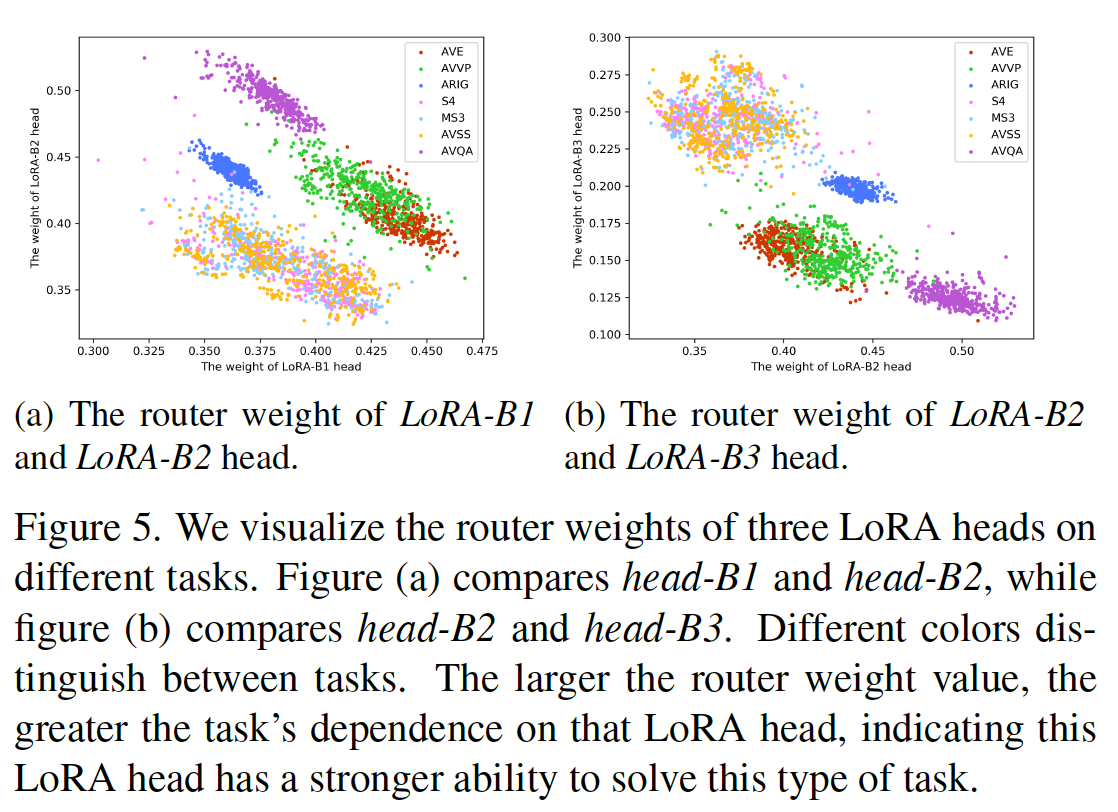 0.50
0.45
0.40
0.35
The weight of LoRA-B2 head
0.300 0.325 0.350 0.375 0.400 0.425 0.450 0.475
The weight of LoRA-B1 head
AVE
AVVP
ARIG
S4
MS3
AVSS
AVQA
0.300
0.275
0.250
0.225
0.200
0.175
0.150
0.125
0.100
The weight of LoRA-B3 head
0.35 0.40 0.45 0.50
The weight of LoRA-B2 head
AVE
AVVP
ARIG
S4
MS3
AVSS
AVQA
(a) The router weight of LoRA-B1
and LoRA-B2 head.
(b) The router weight of LoRA-B2
and LoRA-B3 head.
Figure 5. We visualize the router weights of three LoRA heads on
different tasks. Figure (a) compares head-B1 and head-B2, while
figure (b) compares head-B2 and head-B3. Different colors dis-
tinguish between tasks. The larger the router weight value, the
greater the task's dependence on that LoRA head, indicating this
LoRA head has a stronger ability to solve this type of task.